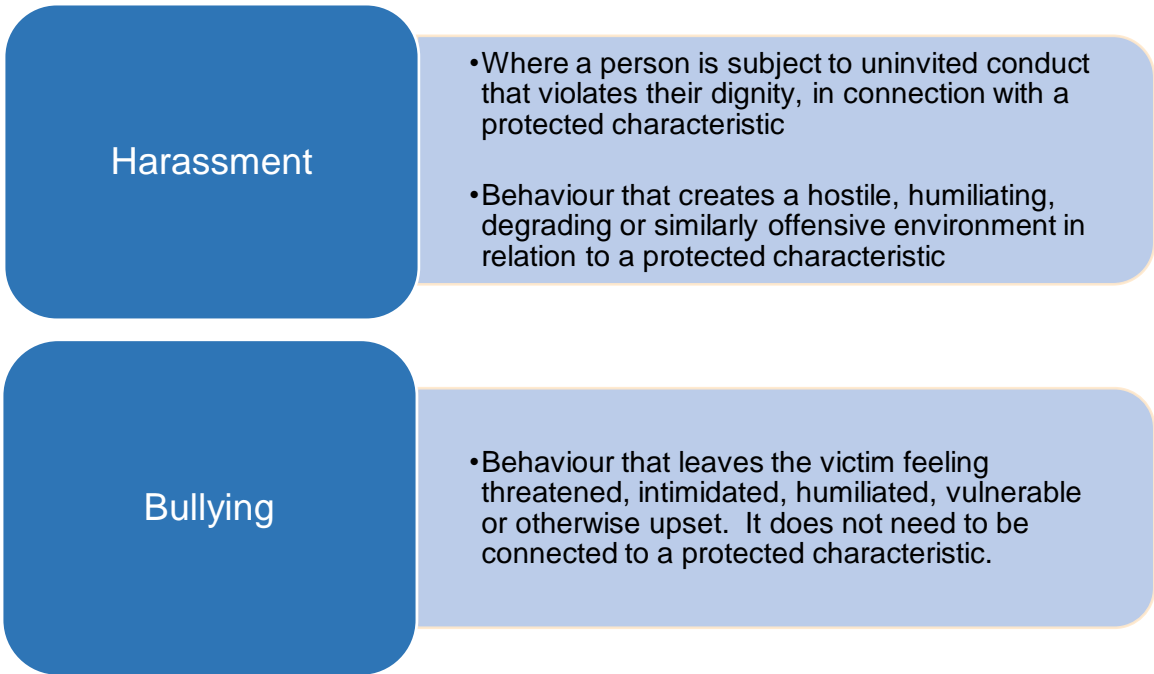 Harassment
•Where a person is subject to uninvited conduct
that violates their dignity, in connection with a
protected characteristic
•Behaviour that creates a hostile, humiliating,
degrading or similarly offensive environment in
relation to a protected characteristic
Bullying
•Behaviour that leaves the victim feeling
threatened, intimidated, humiliated, vulnerable
or otherwise upset.  It does not need to be
connected to a protected characteristic.